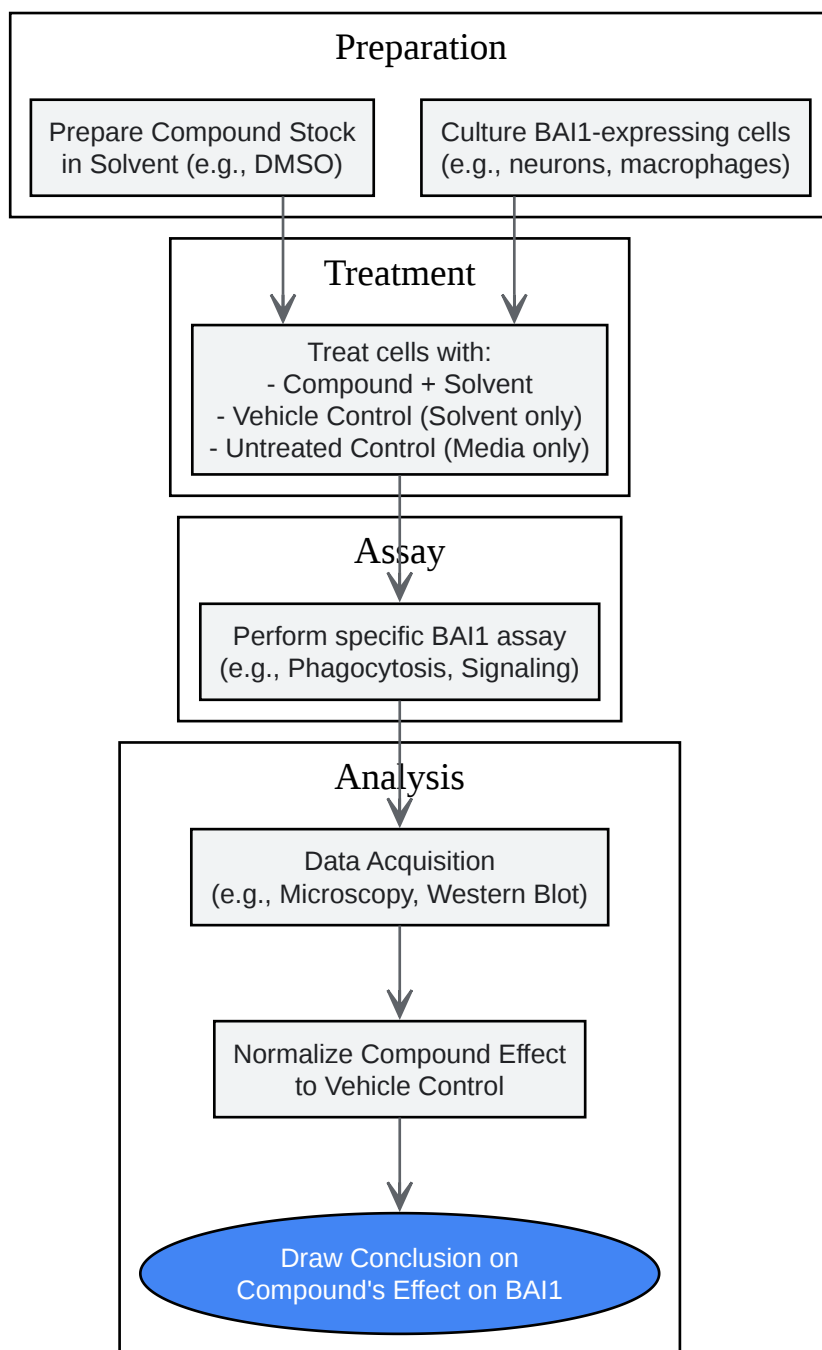 Preparation
Prepare Compound Stock
in Solvent (e.g., DMSO)
Culture BAI1-expressing cells
(e.g., neurons, macrophages)
Treatment
Treat cells with:
- Compound + Solvent
- Vehicle Control (Solvent only)
- Untreated Control (Media only)
Assay
Perform specific BAI1 assay
(e.g., Phagocytosis, Signaling)
Analysis
Data Acquisition
(e.g., Microscopy, Western Blot)
Normalize Compound Effect
to Vehicle Control
Draw Conclusion on
Compound's Effect on BAI1